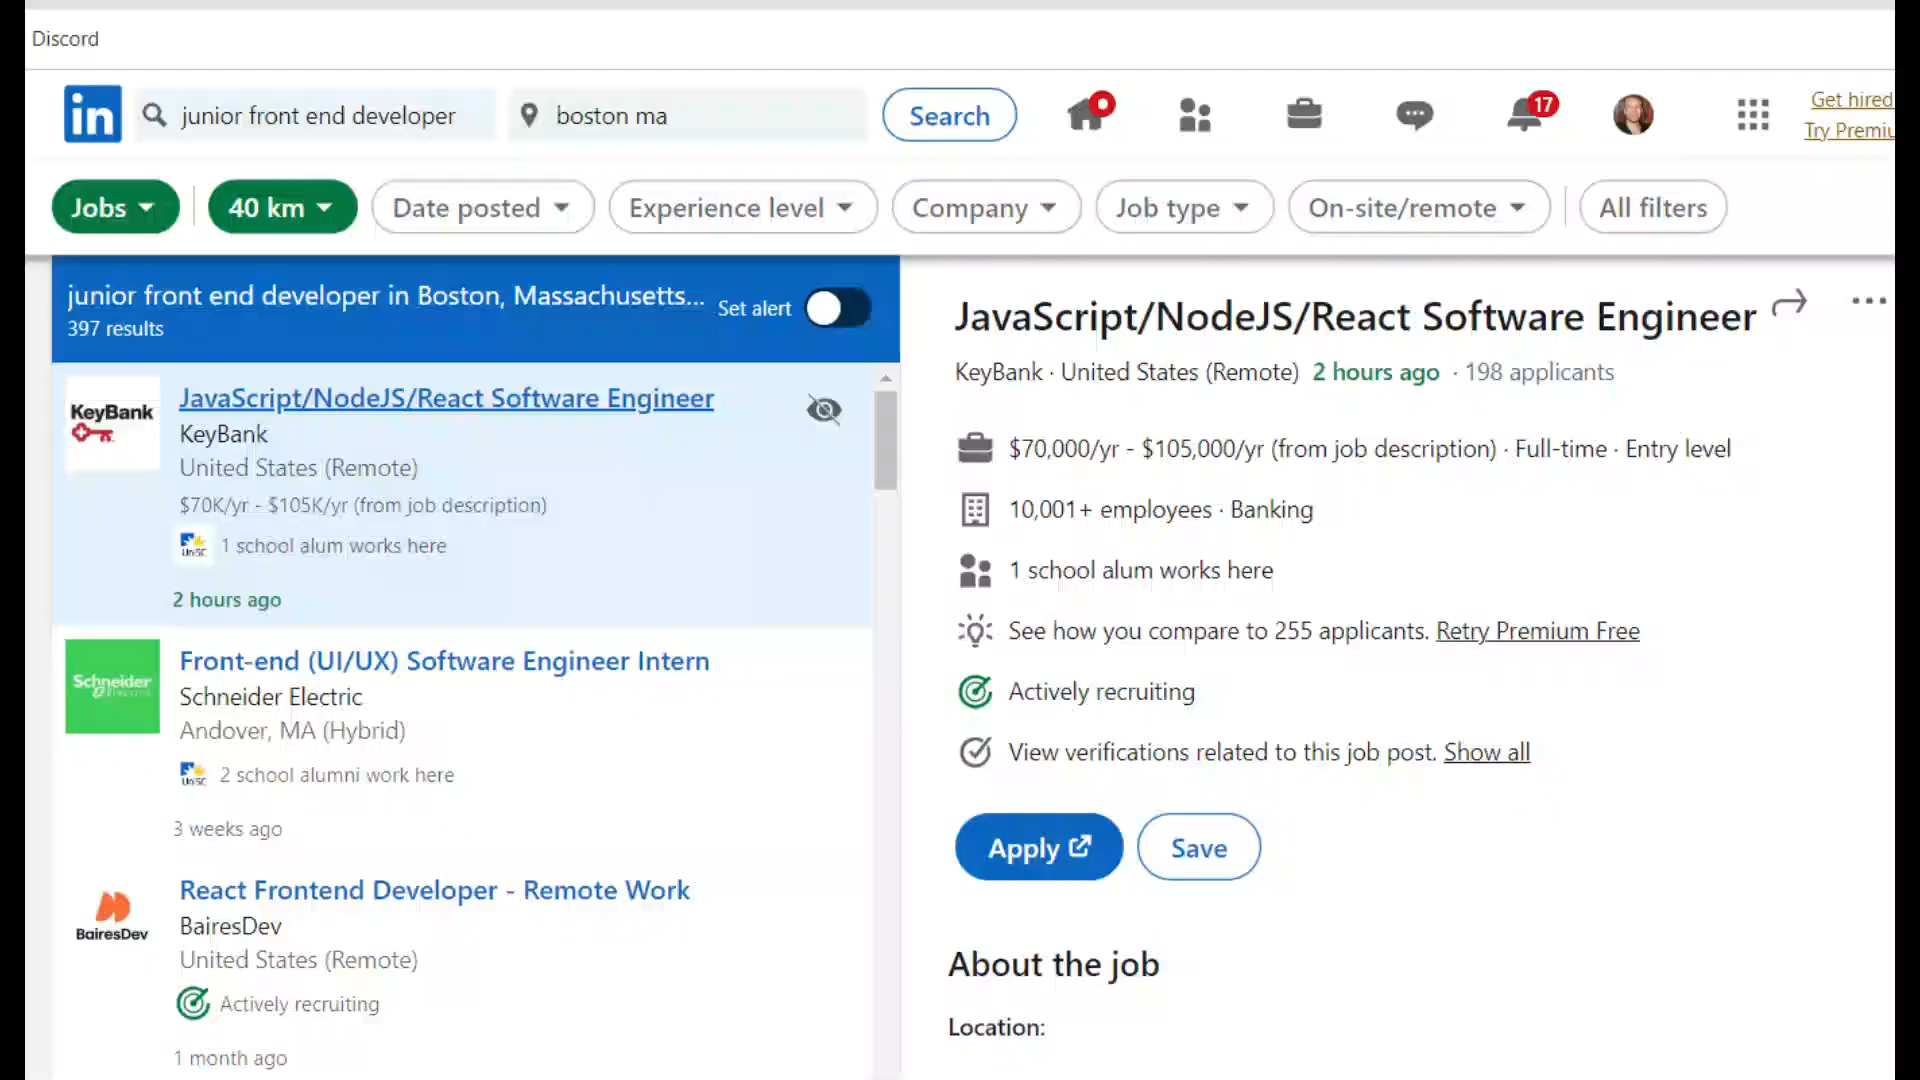 Discord
in
junior front end developer
boston ma
Search
17
Get hired
Try Premiu
Jobs
40 km
Date posted
Experience level
Company
Job type
On-site/remote
All filters
junior front end developer in Boston, Massachusetts...
397 results
Set alert
KeyBank
JavaScript/NodeJS/React Software Engineer
KeyBank
United States (Remote)
$70K/yr - $105K/yr (from job description)
UniSC
1 school alum works here
2 hours ago
Schneider
Electric
Front-end (UI/UX) Software Engineer Intern
Schneider Electric
Andover, MA (Hybrid)
UniSC
2 school alumni work here
3 weeks ago
BairesDev
React Frontend Developer - Remote Work
BairesDev
United States (Remote)
Actively recruiting
1 month ago
JavaScript/NodeJS/React Software Engineer
KeyBank · United States (Remote) 2 hours ago · 198 applicants
$70,000/yr - $105,000/yr (from job description) · Full-time · Entry level
10,001+ employees · Banking
1 school alum works here
See how you compare to 255 applicants. Retry Premium Free
Actively recruiting
View verifications related to this job post. Show all
Apply
Save
About the job
Location: